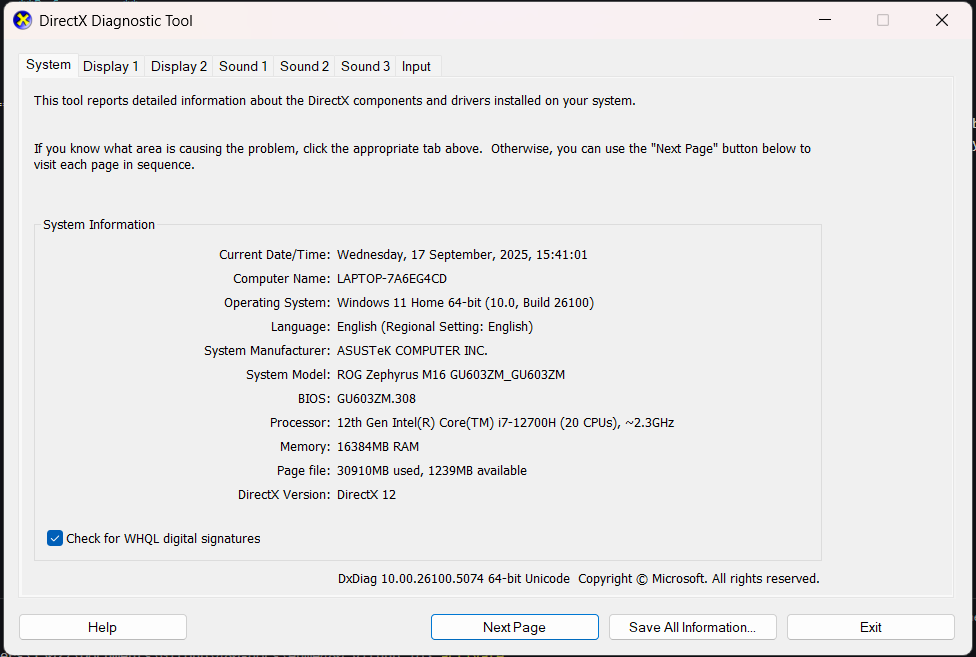 DirectX Diagnostic Tool
System Display 1 Display 2 Sound 1 Sound 2 Sound 3 Input
This tool reports detailed information about the DirectX components and drivers installed on your system.
If you know what area is causing the problem, click the appropriate tab above.  Otherwise, you can use the "Next Page" button below to
visit each page in sequence.
System Information
Current Date/Time: Wednesday, 17 September, 2025, 15:41:01
Computer Name: LAPTOP-7A6EG4CD
Operating System: Windows 11 Home 64-bit (10.0, Build 26100)
Language: English (Regional Setting: English)
System Manufacturer: ASUSTeK COMPUTER INC.
System Model: ROG Zephyrus M16 GU603ZM_GU603ZM
BIOS: GU603ZM.308
Processor: 12th Gen Intel(R) Core(TM) i7-12700H (20 CPUs), ~2.3GHz
Memory: 16384MB RAM
Page file: 30910MB used, 1239MB available
DirectX Version: DirectX 12
Check for WHQL digital signatures
DxDiag 10.00.26100.5074 64-bit Unicode  Copyright © Microsoft. All rights reserved.
Help Next Page Save All Information... Exit